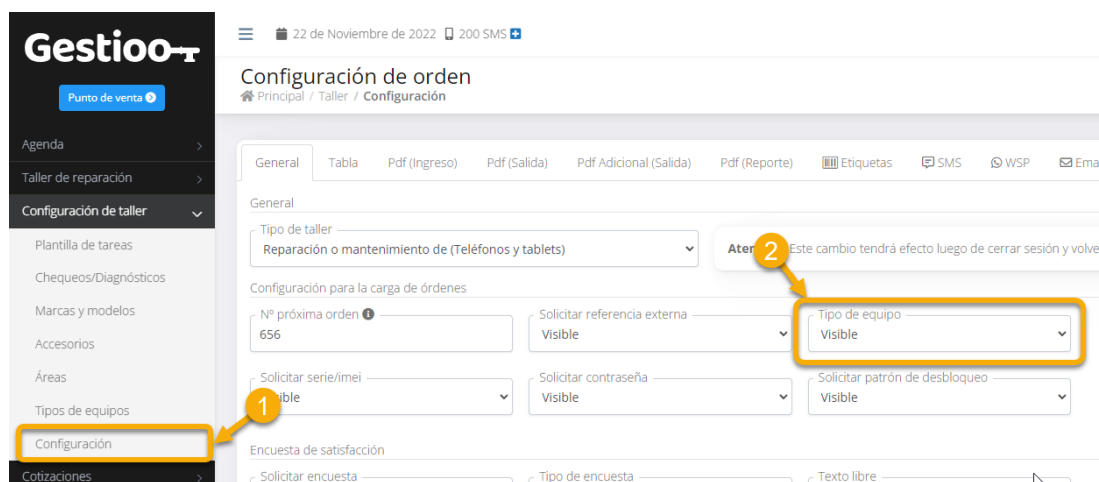 Gestioo
22 de Noviembre de 2022 200 SMS
Punto de venta
Configuración de orden
Principal / Taller / Configuración
Agenda
Taller de reparación
Configuración de taller
Plantilla de tareas
Chequeos/Diagnósticos
Marcas y modelos
Accesorios
Áreas
Tipos de equipos
Configuración
Cotizaciones
General Tabla Pdf (Ingreso) Pdf (Salida) Pdf Adicional (Salida) Pdf (Reporte) Etiquetas SMS WSP Ema
General
Tipo de taller
Reparación o mantenimiento de (Teléfonos y tablets)
2
Este cambio tendrá efecto luego de cerrar sesión y volve
Configuración para la carga de órdenes
Nº próxima orden
656
Solicitar referencia externa
Visible
Tipo de equipo
Visible
Solicitar serie/imei
1
Solicitar contraseña
Visible
Solicitar patrón de desbloqueo
Visible
Encuesta de satisfacción
Solicitar encuesta
Tipo de encuesta
Texto libre